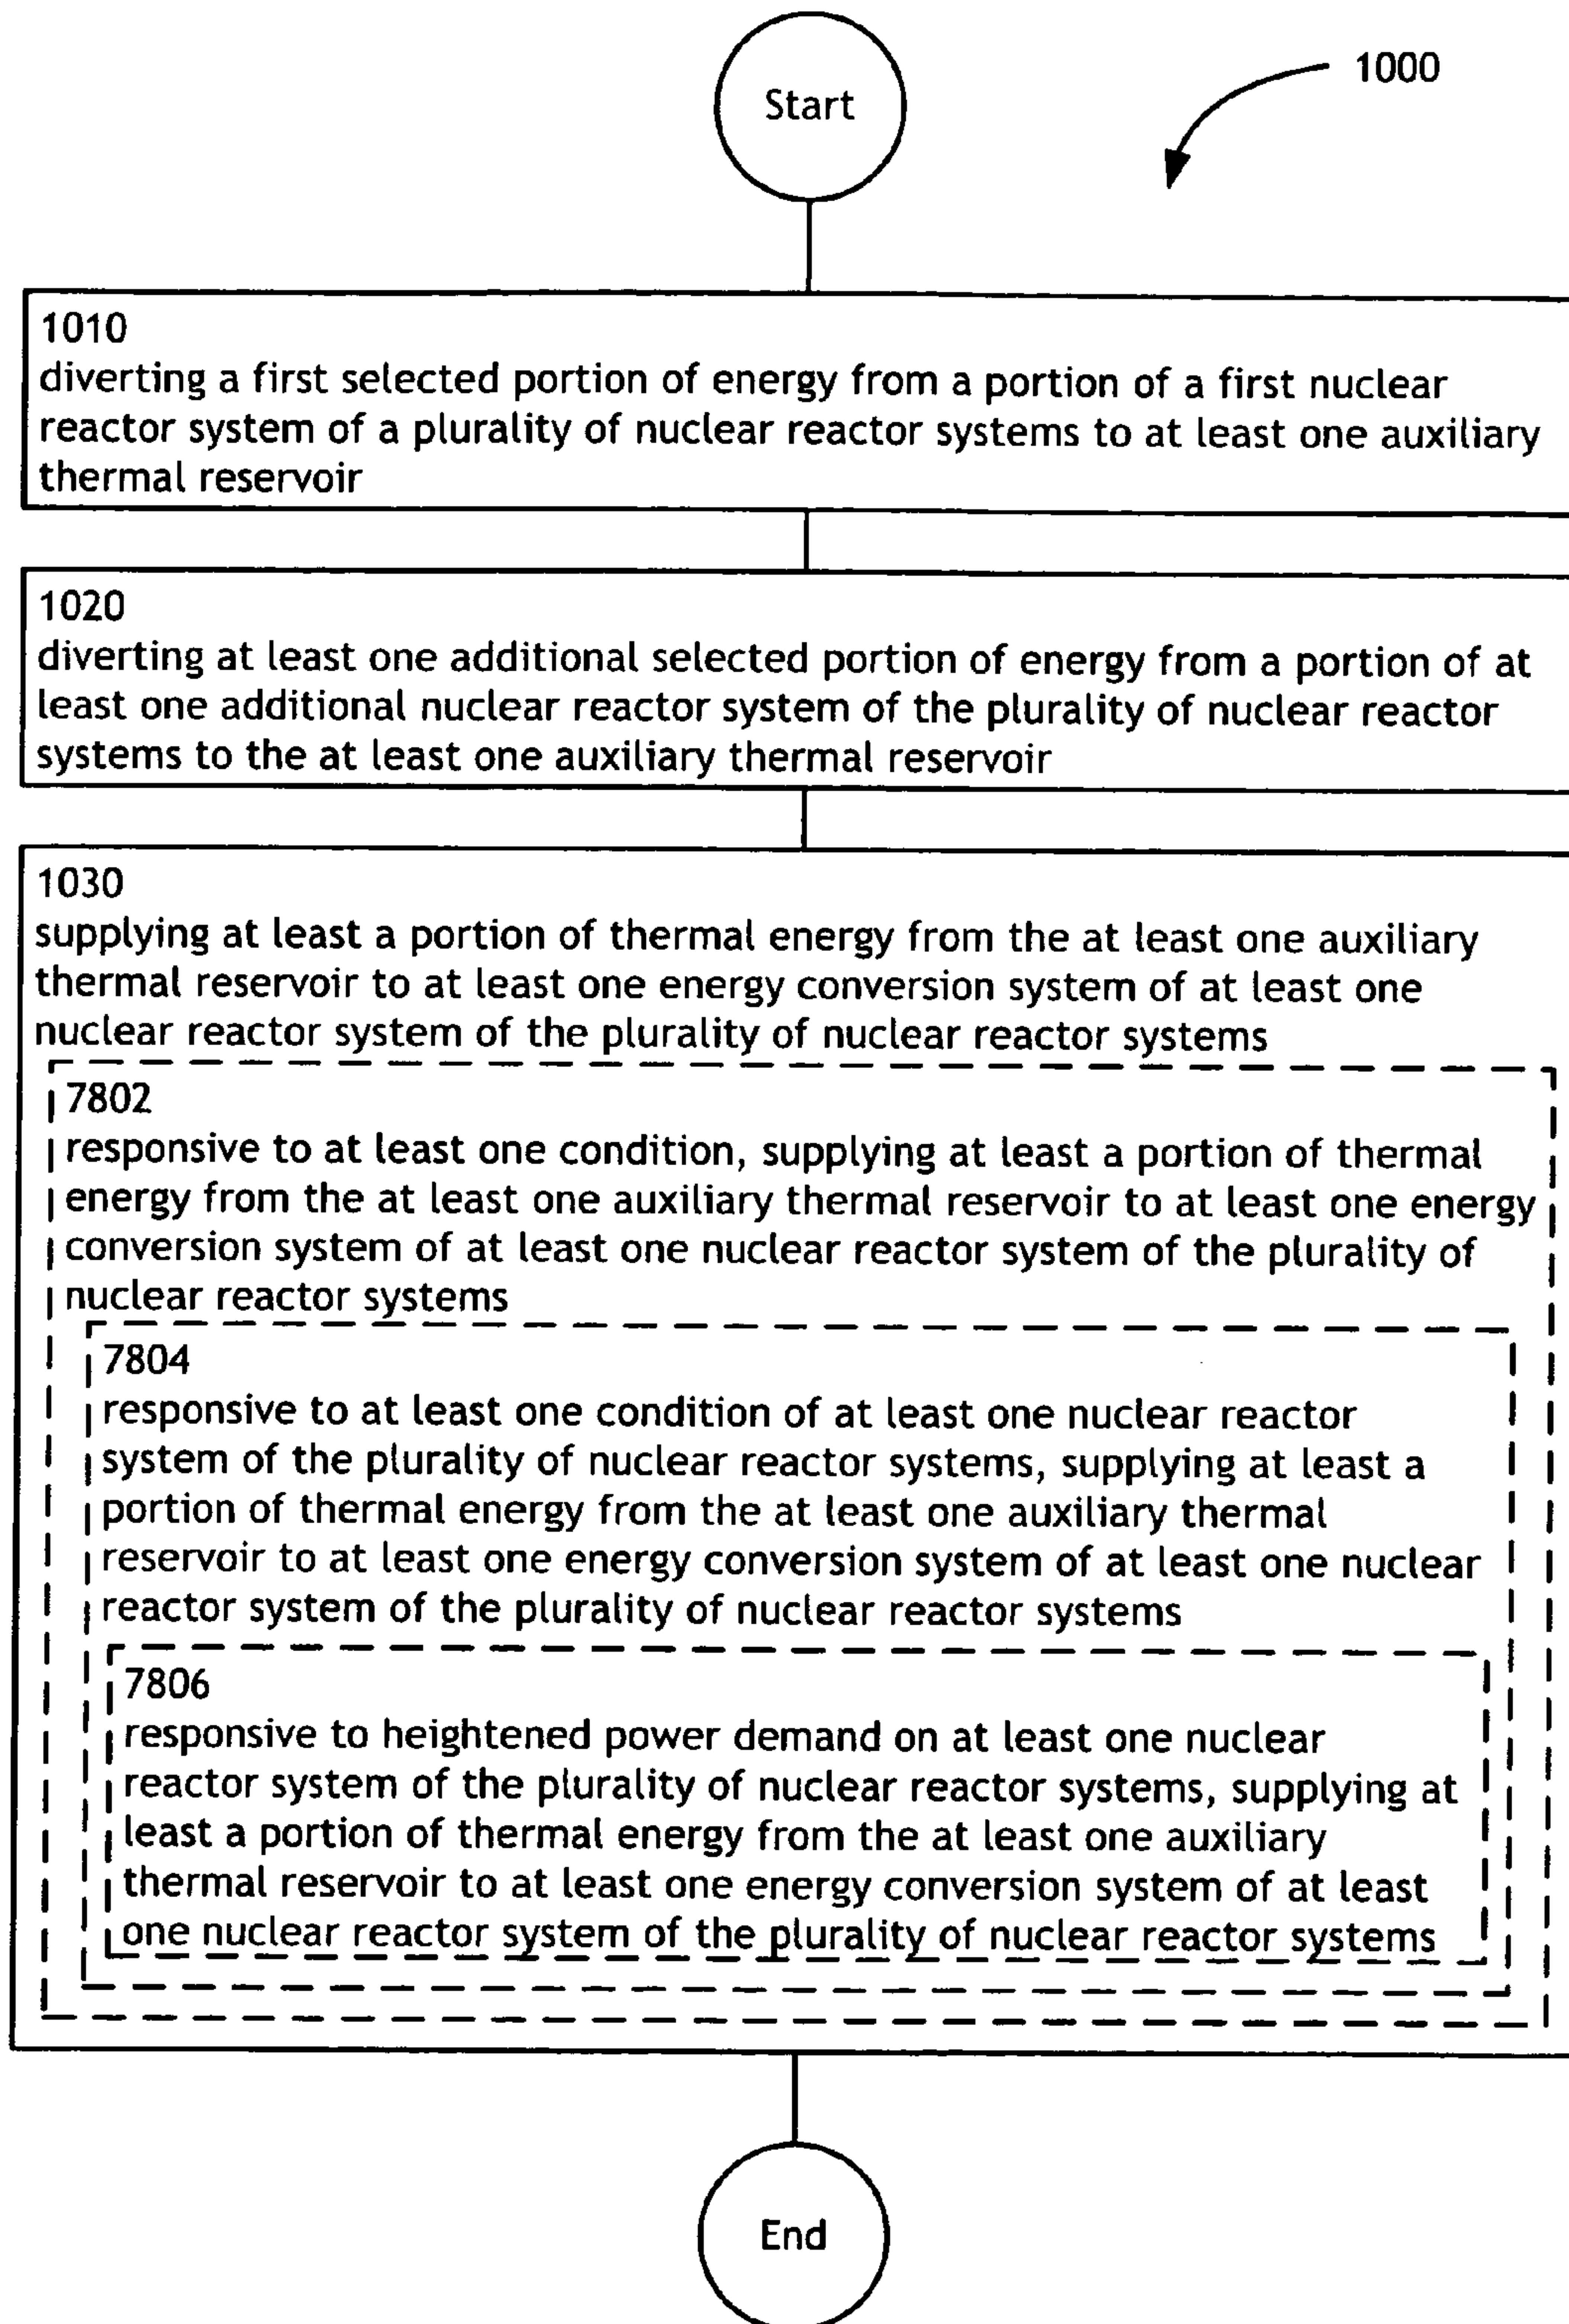 Start
1000
1010
diverting a first selected portion of energy from a portion of a first nuclear
reactor system of a plurality of nuclear reactor systems to at least one auxiliary
thermal reservoir
1020
diverting at least one additional selected portion of energy from a portion of at
least one additional nuclear reactor system of the plurality of nuclear reactor
systems to the at least one auxiliary thermal reservoir
1030
supplying at least a portion of thermal energy from the at least one auxiliary
thermal reservoir to at least one energy conversion system of at least one
nuclear reactor system of the plurality of nuclear reactor systems
7802
responsive to at least one condition, supplying at least a portion of thermal
energy from the at least one auxiliary thermal reservoir to at least one energy
conversion system of at least one nuclear reactor system of the plurality of
nuclear reactor systems
7804
responsive to at least one condition of at least one nuclear reactor
system of the plurality of nuclear reactor systems, supplying at least a
portion of thermal energy from the at least one auxiliary thermal
reservoir to at least one energy conversion system of at least one nuclear
reactor system of the plurality of nuclear reactor systems
7806
responsive to heightened power demand on at least one nuclear
reactor system of the plurality of nuclear reactor systems, supplying at
least a portion of thermal energy from the at least one auxiliary
thermal reservoir to at least one energy conversion system of at least
one nuclear reactor system of the plurality of nuclear reactor systems
End